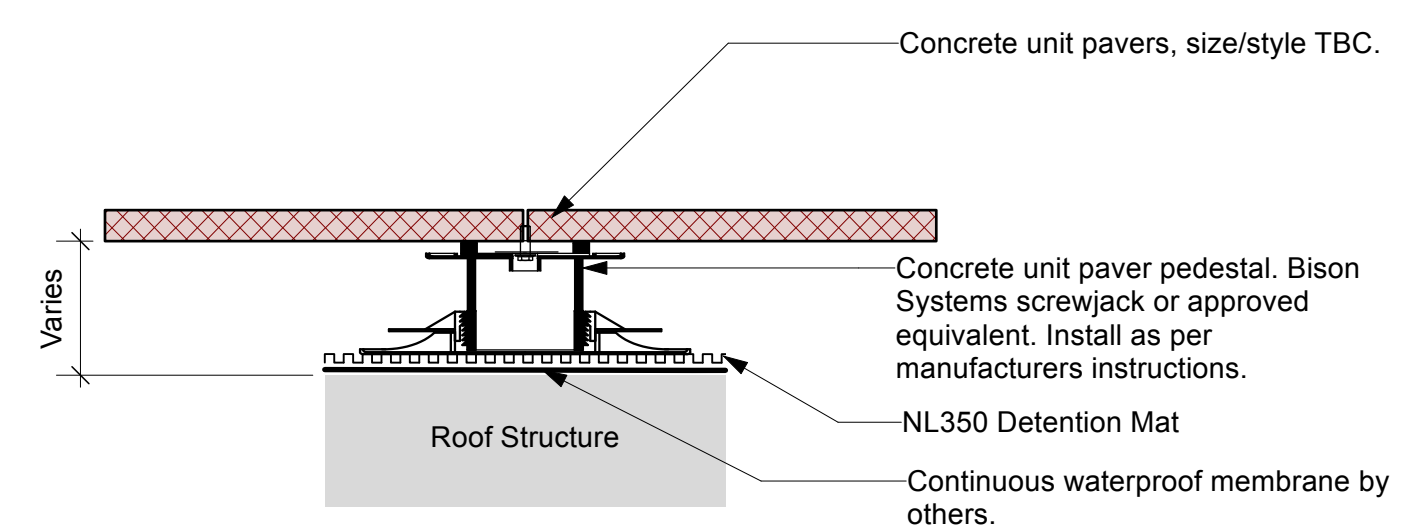 Concrete unit pavers, size/style TBC.
Varies
Concrete unit paver pedestal. Bison
Systems screwjack or approved
equivalent. Install as per
manufacturers instructions.
NL350 Detention Mat
Roof Structure
Continuous waterproof membrane by
others.